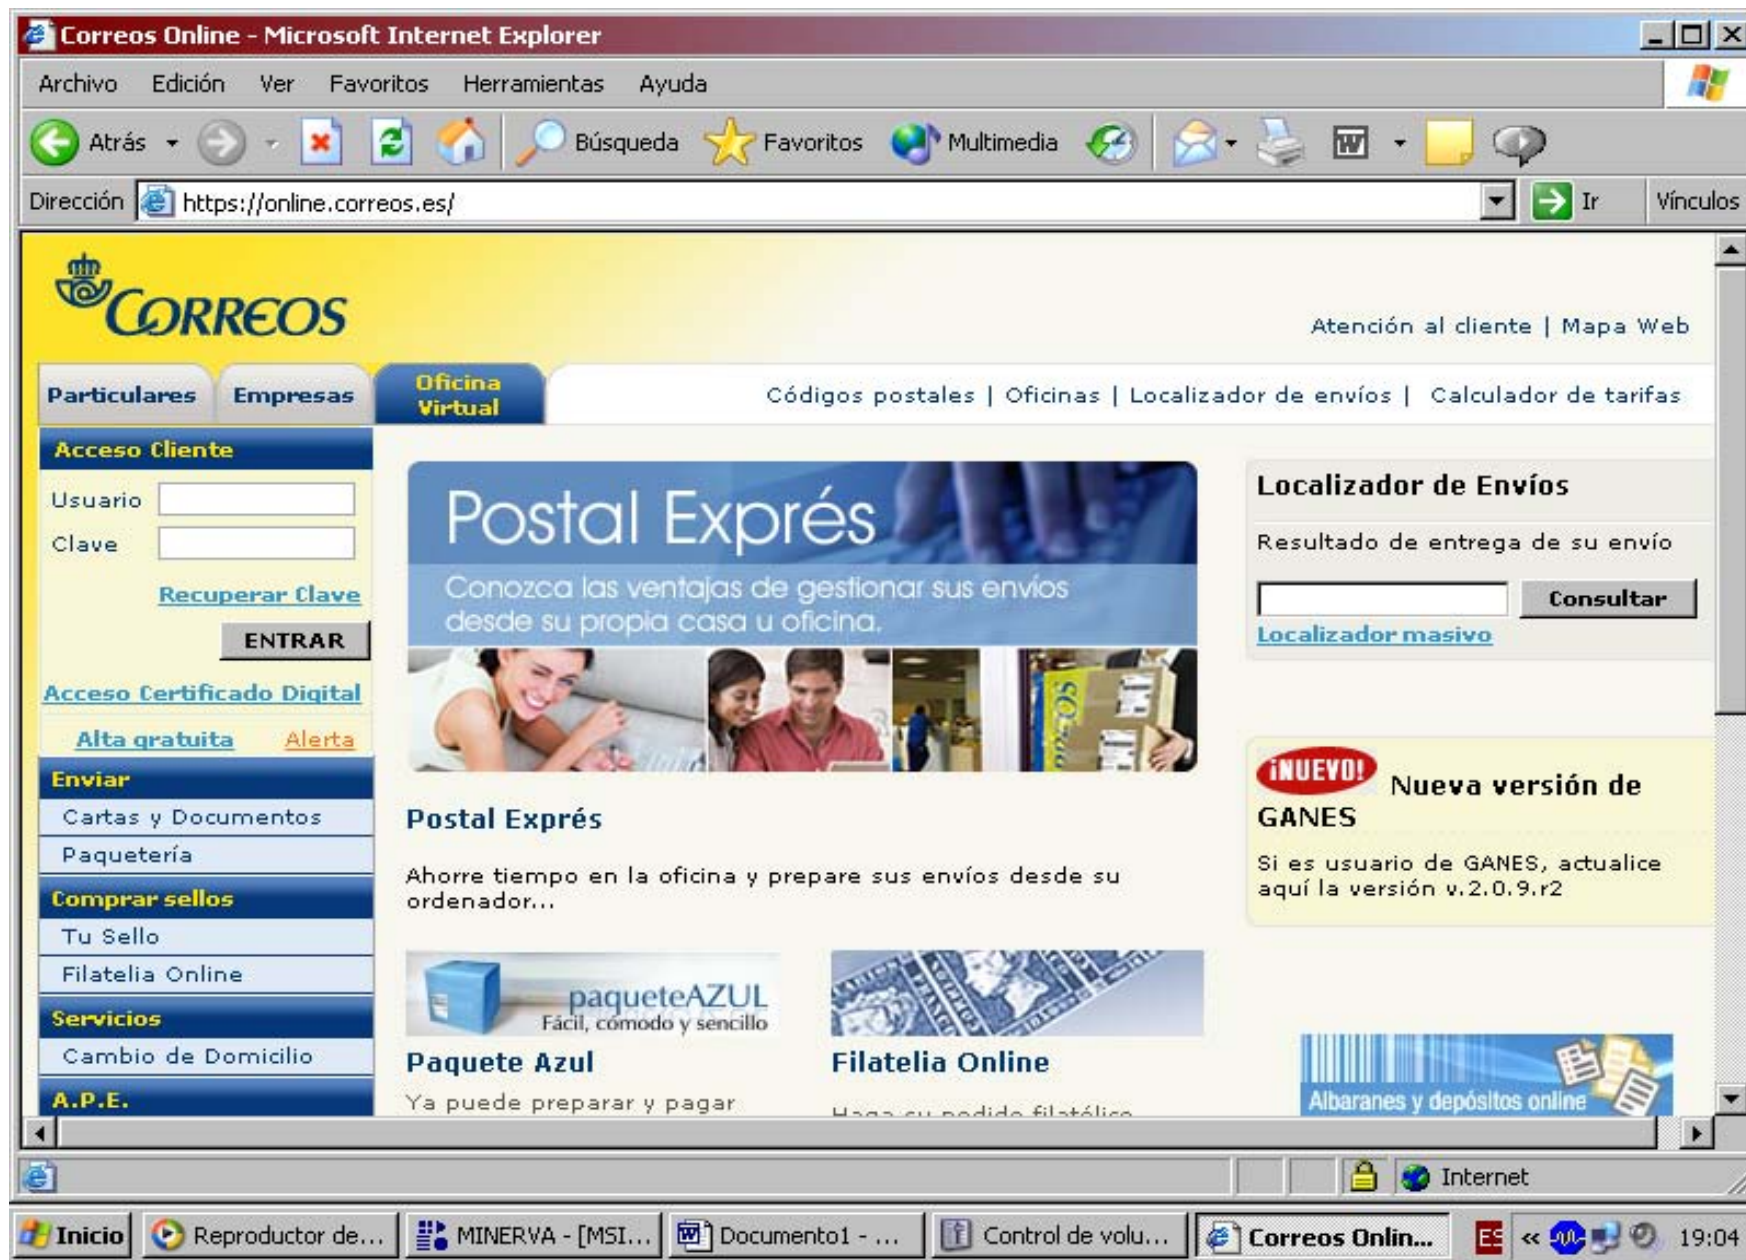 Correos Online - Microsoft Internet Explorer
Archivo Edición Ver Favoritos Herramientas Ayuda
Atrás Búsqueda Favoritos Multimedia
Dirección https://online.correos.es/ Ir Vínculos
CORREOS
Atención al cliente | Mapa Web
Particulares Empresas Oficina Virtual
Códigos postales | Oficinas | Localizador de envíos | Calculador de tarifas
Acceso Cliente
Usuario
Clave
Recuperar Clave
ENTRAR
Acceso Certificado Digital
Alta gratuita Alerta
Enviar
Cartas y Documentos
Paquetería
Comprar sellos
Tu Sello
Filatelia Online
Servicios
Cambio de Domicilio
A.P.E.
Postal Exprés
Conozca las ventajas de gestionar sus envíos
desde su propia casa u oficina.
Postal Exprés
Ahorre tiempo en la oficina y prepare sus envíos desde su
ordenador...
paqueteAZUL
Fácil, cómodo y sencillo
Paquete Azul
Ya puede preparar y pagar
Filatelia Online
Haga su pedido filatélico
Localizador de Envíos
Resultado de entrega de su envío
Consultar
Localizador masivo
¡NUEVO! Nueva versión de
GANES
Si es usuario de GANES, actualice
aquí la versión v.2.0.9.r2
Albaranes y depósitos online
Internet
Inicio Reproductor de... MINERVA - [MSI... Documento1 - ... Control de volu... Correos Onlin... ES « 19:04